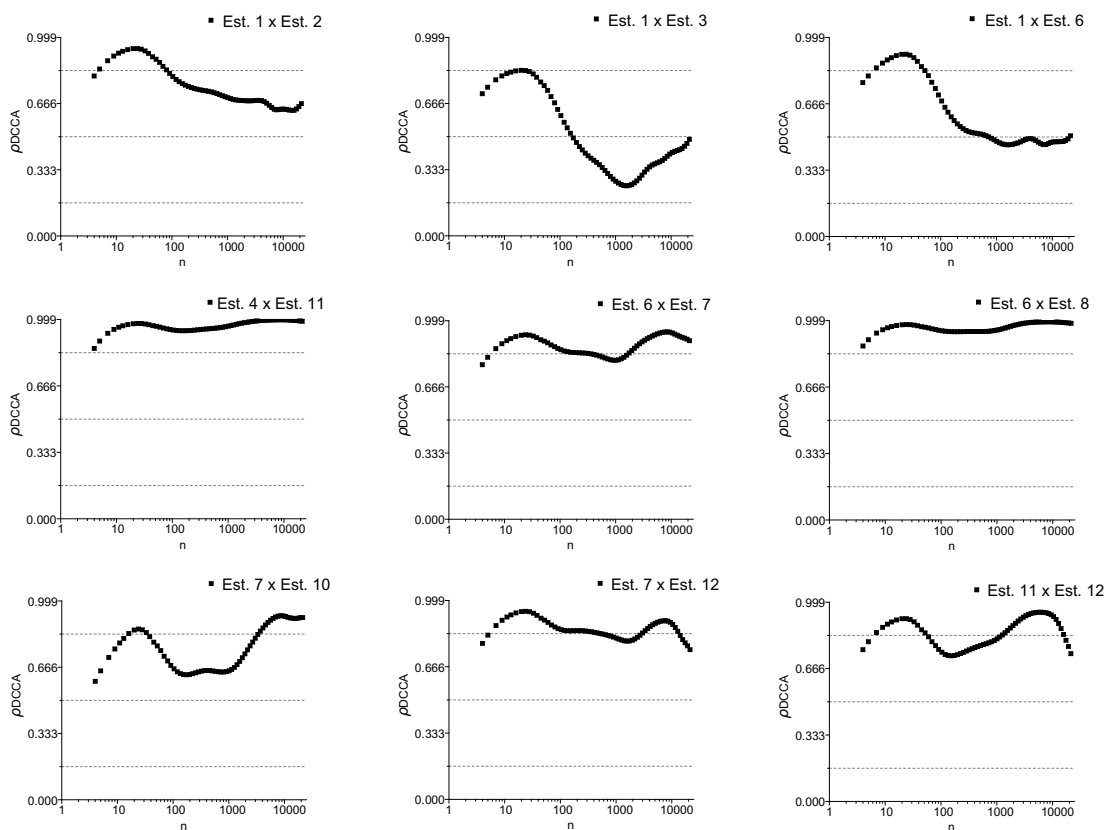 Est. 1 x Est. 2
0.999
0.666
ρDCCA
0.333
0.000
1 10 100 1000 10000
n
Est. 1 x Est. 3
0.999
0.666
ρDCCA
0.333
0.000
1 10 100 1000 10000
n
Est. 1 x Est. 6
0.999
0.666
ρDCCA
0.333
0.000
1 10 100 1000 10000
n
Est. 4 x Est. 11
0.999
0.666
ρDCCA
0.333
0.000
1 10 100 1000 10000
n
Est. 6 x Est. 7
0.999
0.666
ρDCCA
0.333
0.000
1 10 100 1000 10000
n
Est. 6 x Est. 8
0.999
0.666
ρDCCA
0.333
0.000
1 10 100 1000 10000
n
Est. 7 x Est. 10
0.999
0.666
ρDCCA
0.333
0.000
1 10 100 1000 10000
n
Est. 7 x Est. 12
0.999
0.666
ρDCCA
0.333
0.000
1 10 100 1000 10000
n
Est. 11 x Est. 12
0.999
0.666
ρDCCA
0.333
0.000
1 10 100 1000 10000
n